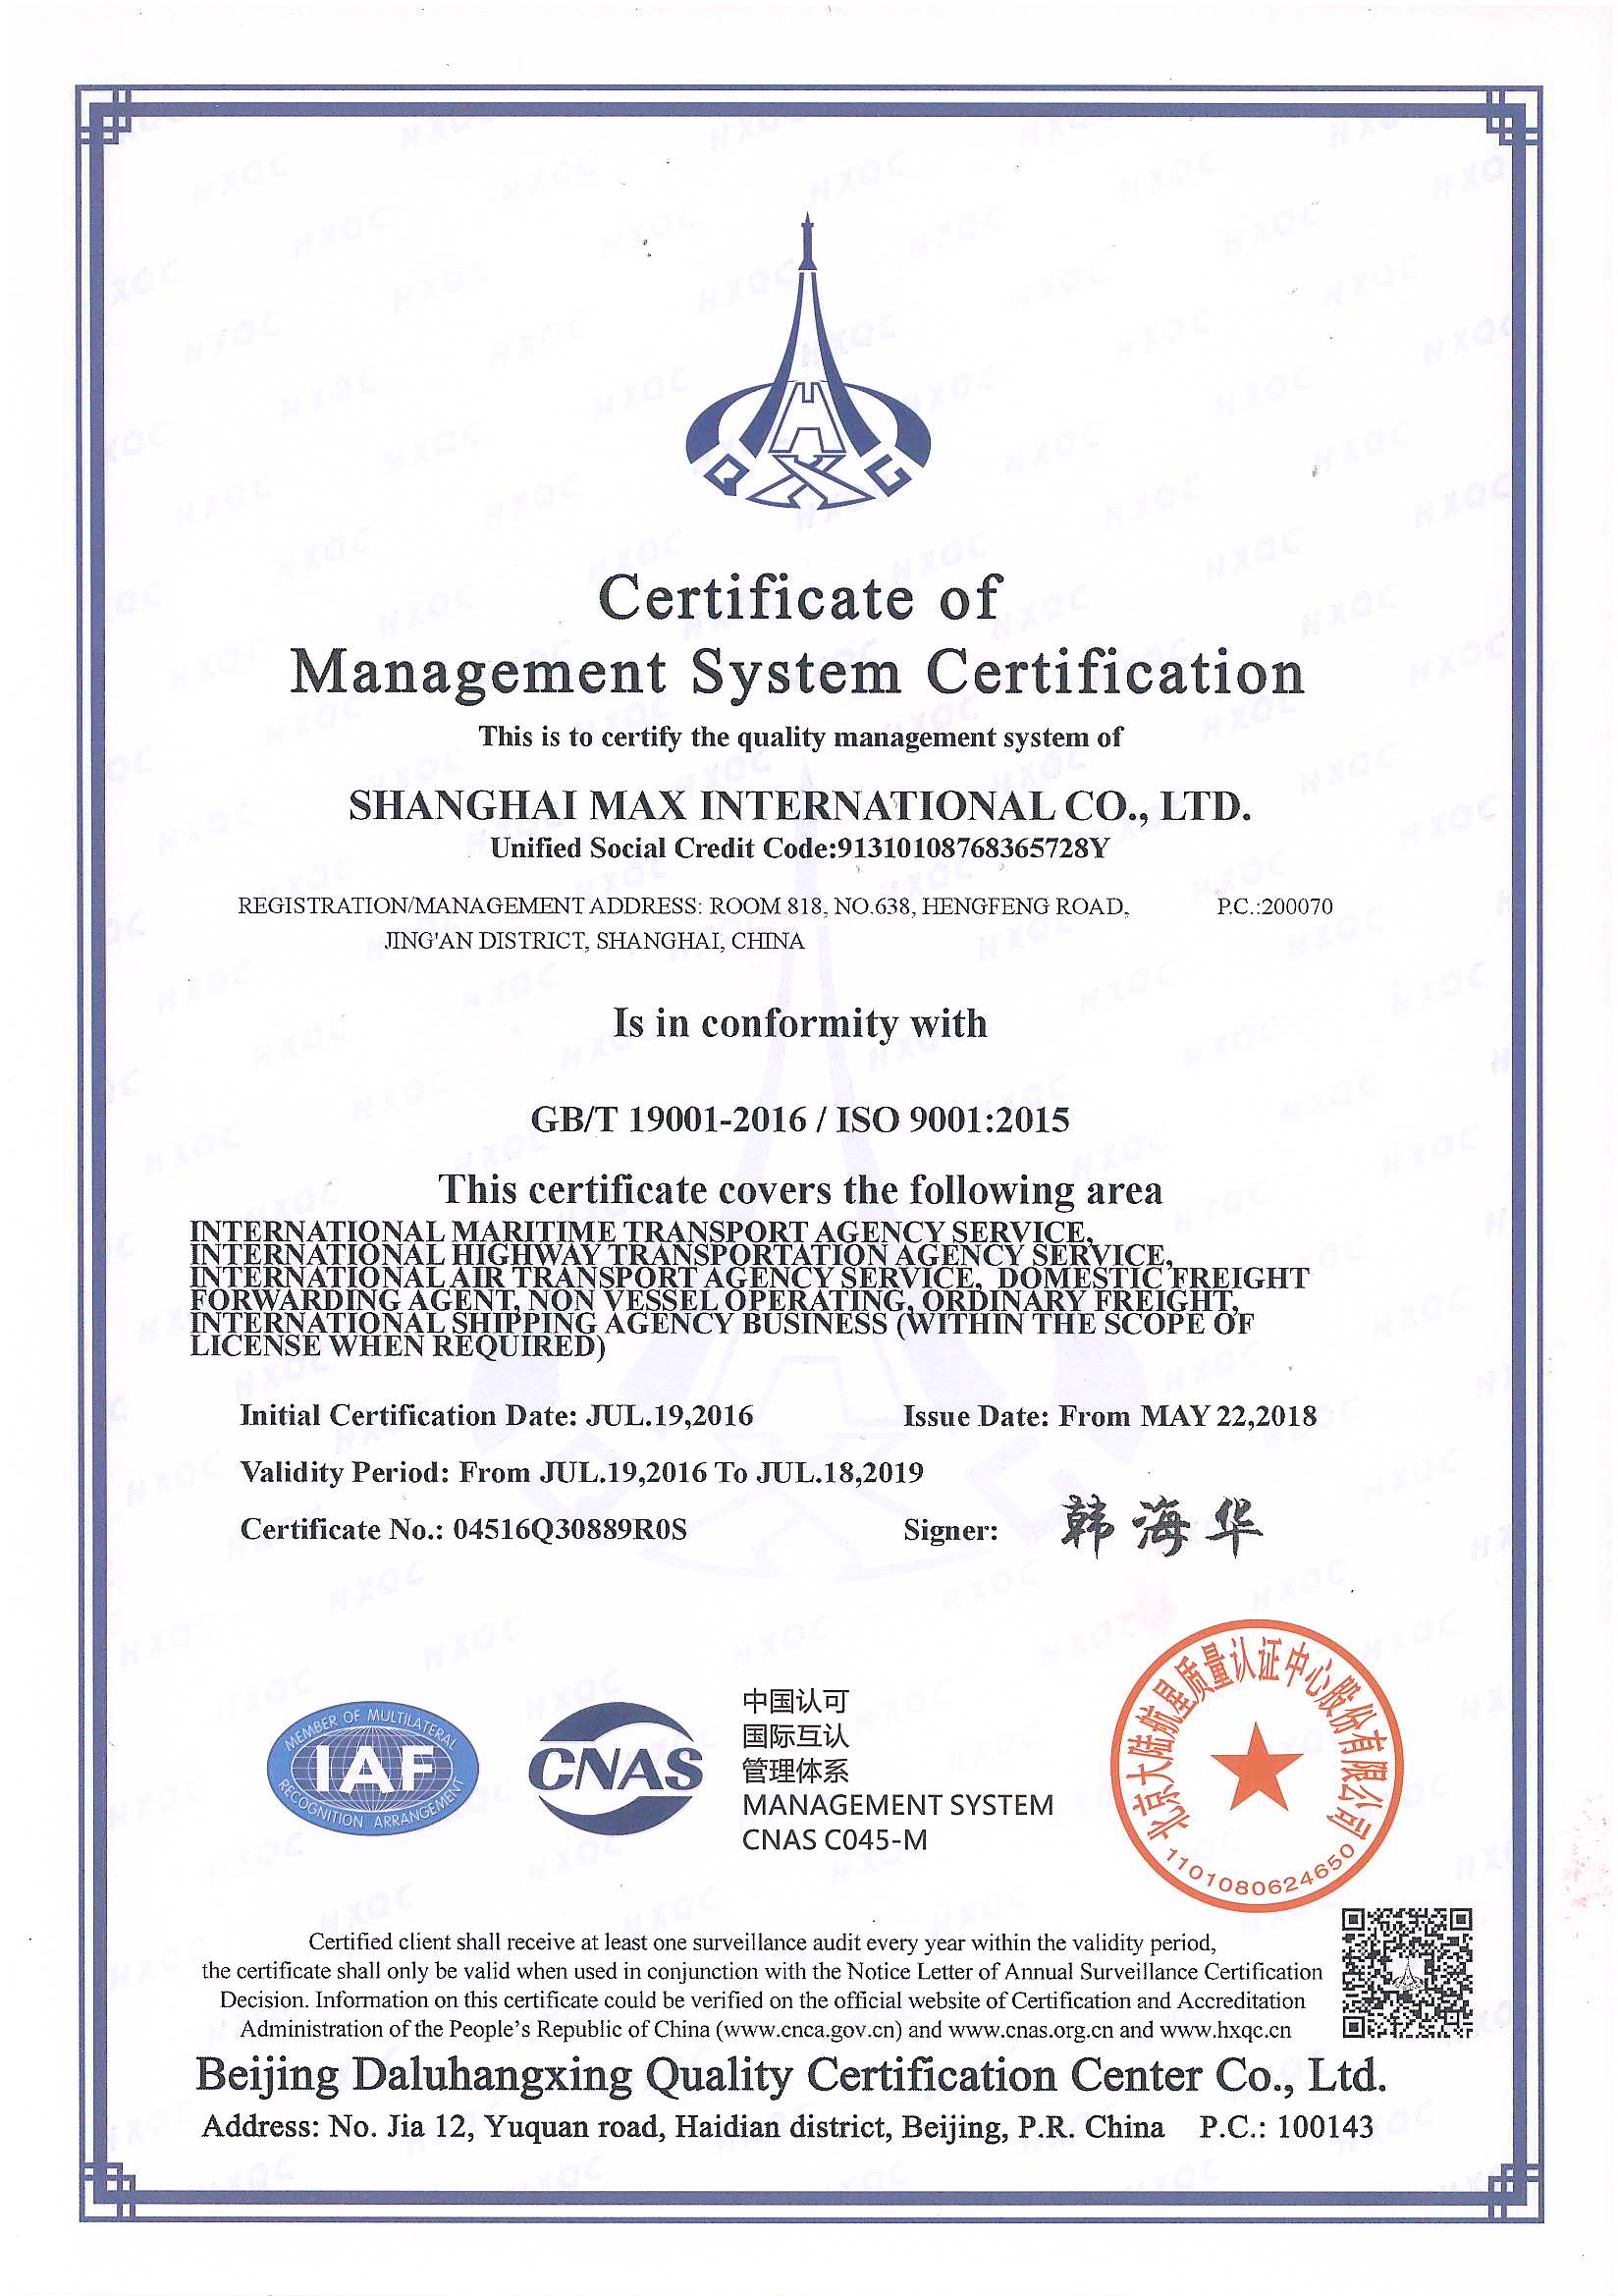 Certificate of
Management System Certification
This is to certify the quality management system of
SHANGHAI MAX INTERNATIONAL CO., LTD.
Unified Social Credit Code:91310108768365728Y
REGISTRATION/MANAGEMENT ADDRESS: ROOM 818, NO.638, HENGFENG ROAD, P.C.:200070
JING'AN DISTRICT, SHANGHAI, CHINA
Is in conformity with
GB/T 19001-2016 / ISO 9001:2015
This certificate covers the following area
INTERNATIONAL MARITIME TRANSPORT AGENCY SERVICE,
INTERNATIONAL HIGHWAY TRANSPORTATION AGENCY SERVICE,
INTERNATIONAL AIR TRANSPORT AGENCY SERVICE, DOMESTIC FREIGHT
FORWARDING AGENT, NON VESSEL OPERATING, ORDINARY FREIGHT,
INTERNATIONAL SHIPPING AGENCY BUSINESS (WITHIN THE SCOPE OF
LICENSE WHEN REQUIRED)
Initial Certification Date: JUL.19,2016 Issue Date: From MAY 22,2018
Validity Period: From JUL.19,2016 To JUL.18,2019
Certificate No.: 04516Q30889R0S Signer: 韩海华
MEMBER OF MULTILATERAL
IAF
RECOGNITION ARRANGEMENT
CNAS
中国认可
国际互认
管理体系
MANAGEMENT SYSTEM
CNAS C045-M
北京大陆航星质量认证中心股份有限公司
1101080624650
Certified client shall receive at least one surveillance audit every year within the validity period,
the certificate shall only be valid when used in conjunction with the Notice Letter of Annual Surveillance Certification
Decision. Information on this certificate could be verified on the official website of Certification and Accreditation
Administration of the People's Republic of China (www.cnca.gov.cn) and www.cnas.org.cn and www.hxqc.cn
Beijing Daluhangxing Quality Certification Center Co., Ltd.
Address: No. Jia 12, Yuquan road, Haidian district, Beijing, P.R. China P.C.: 100143